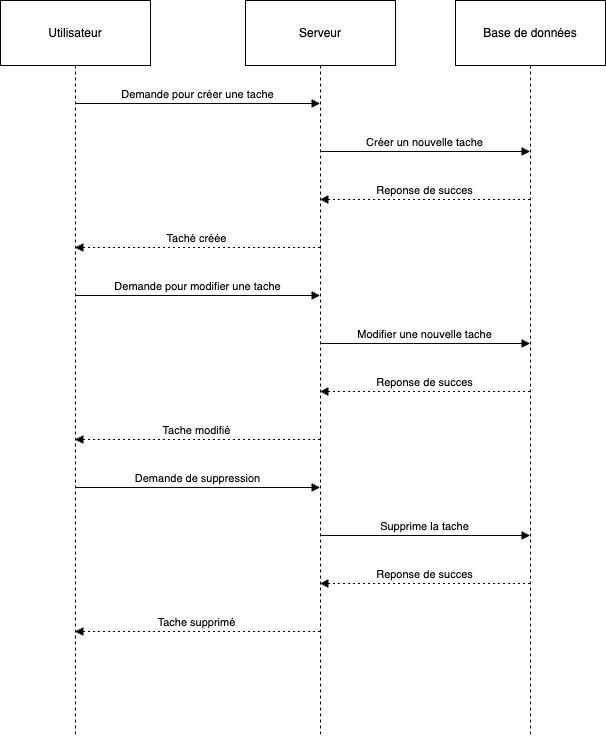 Utilisateur
Serveur
Base de données
Demande pour créer une tache
Créer un nouvelle tache
Reponse de succes
Taché créée
Demande pour modifier une tache
Modifier une nouvelle tache
Reponse de succes
Tache modifié
Demande de suppression
Supprime la tache
Reponse de succes
Tache supprimé